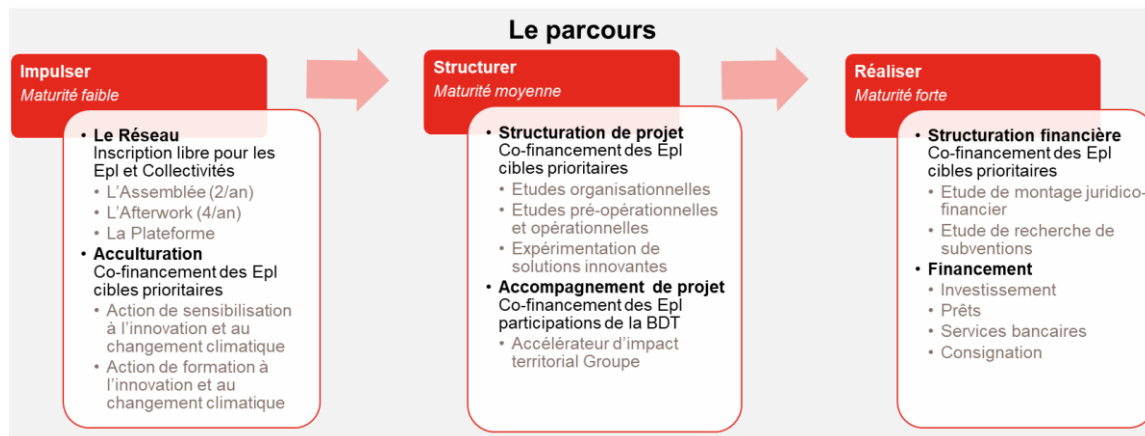 Le parcours
Impulser
Maturité faible
• Le Réseau
Inscription libre pour les
Epl et Collectivités
• L'Assemblée (2/an)
• L'Afterwork (4/an)
• La Plateforme
• Acculturation
Co-financement des Epl
cibles prioritaires
• Action de sensibilisation
à l'innovation et au
changement climatique
• Action de formation à
l'innovation et au
changement climatique
Structurer
Maturité moyenne
• Structuration de projet
Co-financement des Epl
cibles prioritaires
• Etudes organisationnelles
• Etudes pré-opérationnelles
et opérationnelles
• Expérimentation de
solutions innovantes
• Accompagnement de projet
Co-financement des Epl
participations de la BDT
• Accélérateur d'impact
territorial Groupe
Réaliser
Maturité forte
• Structuration financière
Co-financement des Epl
cibles prioritaires
• Etude de montage juridico-
financier
• Etude de recherche de
subventions
• Financement
• Investissement
• Prêts
• Services bancaires
• Consignation